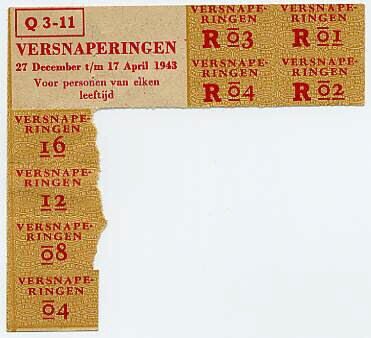 Q 3-11
VERSNAPERINGEN
27 December t/m 17 April 1943
Voor personen van elken
leeftijd
VERSNAPE-
RINGEN
R 03
VERSNAPE-
RINGEN
R 01
VERSNAPE-
RINGEN
R 04
VERSNAPE-
RINGEN
R 02
VERSNAPE-
RINGEN
16
VERSNAPE-
RINGEN
12
VERSNAPE-
RINGEN
08
VERSNAPE-
RINGEN
04